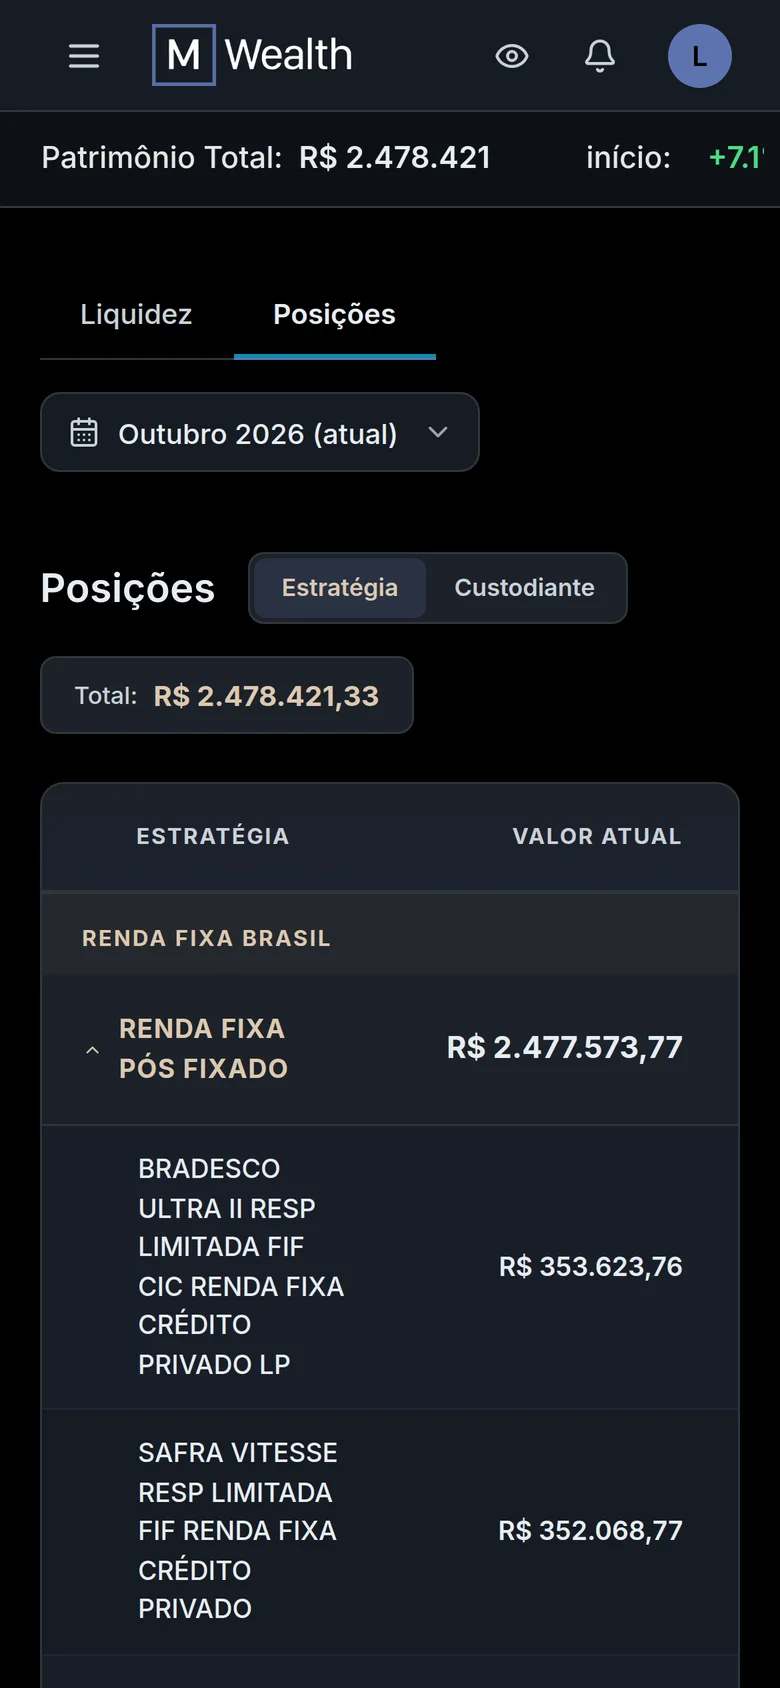 M Wealth
L
Patrimônio Total: R$ 2.478.421 início: +7.1
Liquidez Posições
Outubro 2026 (atual)
Posições Estratégia Custodiante
Total: R$ 2.478.421,33
ESTRATÉGIA VALOR ATUAL
RENDA FIXA BRASIL
RENDA FIXA
PÓS FIXADO
R$ 2.477.573,77
BRADESCO
ULTRA II RESP
LIMITADA FIF
CIC RENDA FIXA
CRÉDITO
PRIVADO LP
R$ 353.623,76
SAFRA VITESSE
RESP LIMITADA
FIF RENDA FIXA
CRÉDITO
PRIVADO
R$ 352.068,77